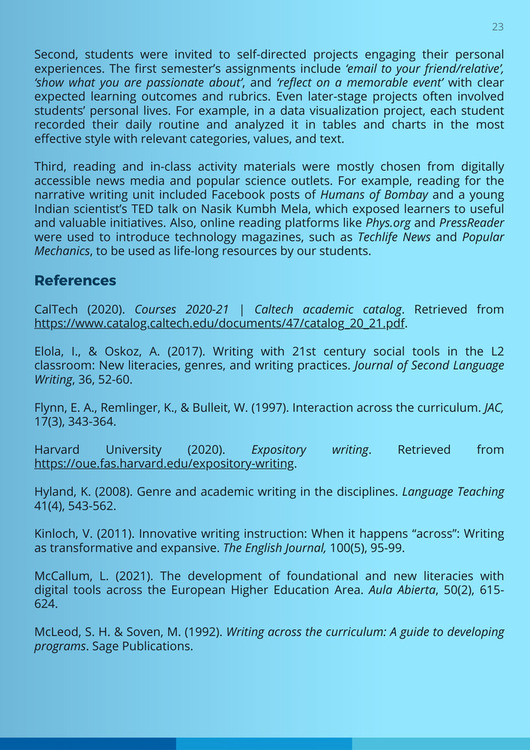 23
Second, students were invited to self-directed projects engaging their personal
experiences. The first semester's assignments include 'email to your friend/relative',
'show what you are passionate about', and 'reflect on a memorable event' with clear
expected learning outcomes and rubrics. Even later-stage projects often involved
students' personal lives. For example, in a data visualization project, each student
recorded their daily routine and analyzed it in tables and charts in the most
effective style with relevant categories, values, and text.
Third, reading and in-class activity materials were mostly chosen from digitally
accessible news media and popular science outlets. For example, reading for the
narrative writing unit included Facebook posts of Humans of Bombay and a young
Indian scientist's TED talk on Nasik Kumbh Mela, which exposed learners to useful
and valuable initiatives. Also, online reading platforms like Phys.org and PressReader
were used to introduce technology magazines, such as Techlife News and Popular
Mechanics, to be used as life-long resources by our students.
References
CalTech (2020). Courses 2020-21 | Caltech academic catalog. Retrieved from
https://www.catalog.caltech.edu/documents/47/catalog_20_21.pdf.
Elola, I., & Oskoz, A. (2017). Writing with 21st century social tools in the L2
classroom: New literacies, genres, and writing practices. Journal of Second Language
Writing, 36, 52-60.
Flynn, E. A., Remlinger, K., & Bulleit, W. (1997). Interaction across the curriculum. JAC,
17(3), 343-364.
Harvard University (2020). Expository writing. Retrieved from
https://oue.fas.harvard.edu/expository-writing.
Hyland, K. (2008). Genre and academic writing in the disciplines. Language Teaching
41(4), 543-562.
Kinloch, V. (2011). Innovative writing instruction: When it happens "across": Writing
as transformative and expansive. The English Journal, 100(5), 95-99.
McCallum, L. (2021). The development of foundational and new literacies with
digital tools across the European Higher Education Area. Aula Abierta, 50(2), 615-
624.
McLeod, S. H. & Soven, M. (1992). Writing across the curriculum: A guide to developing
programs. Sage Publications.